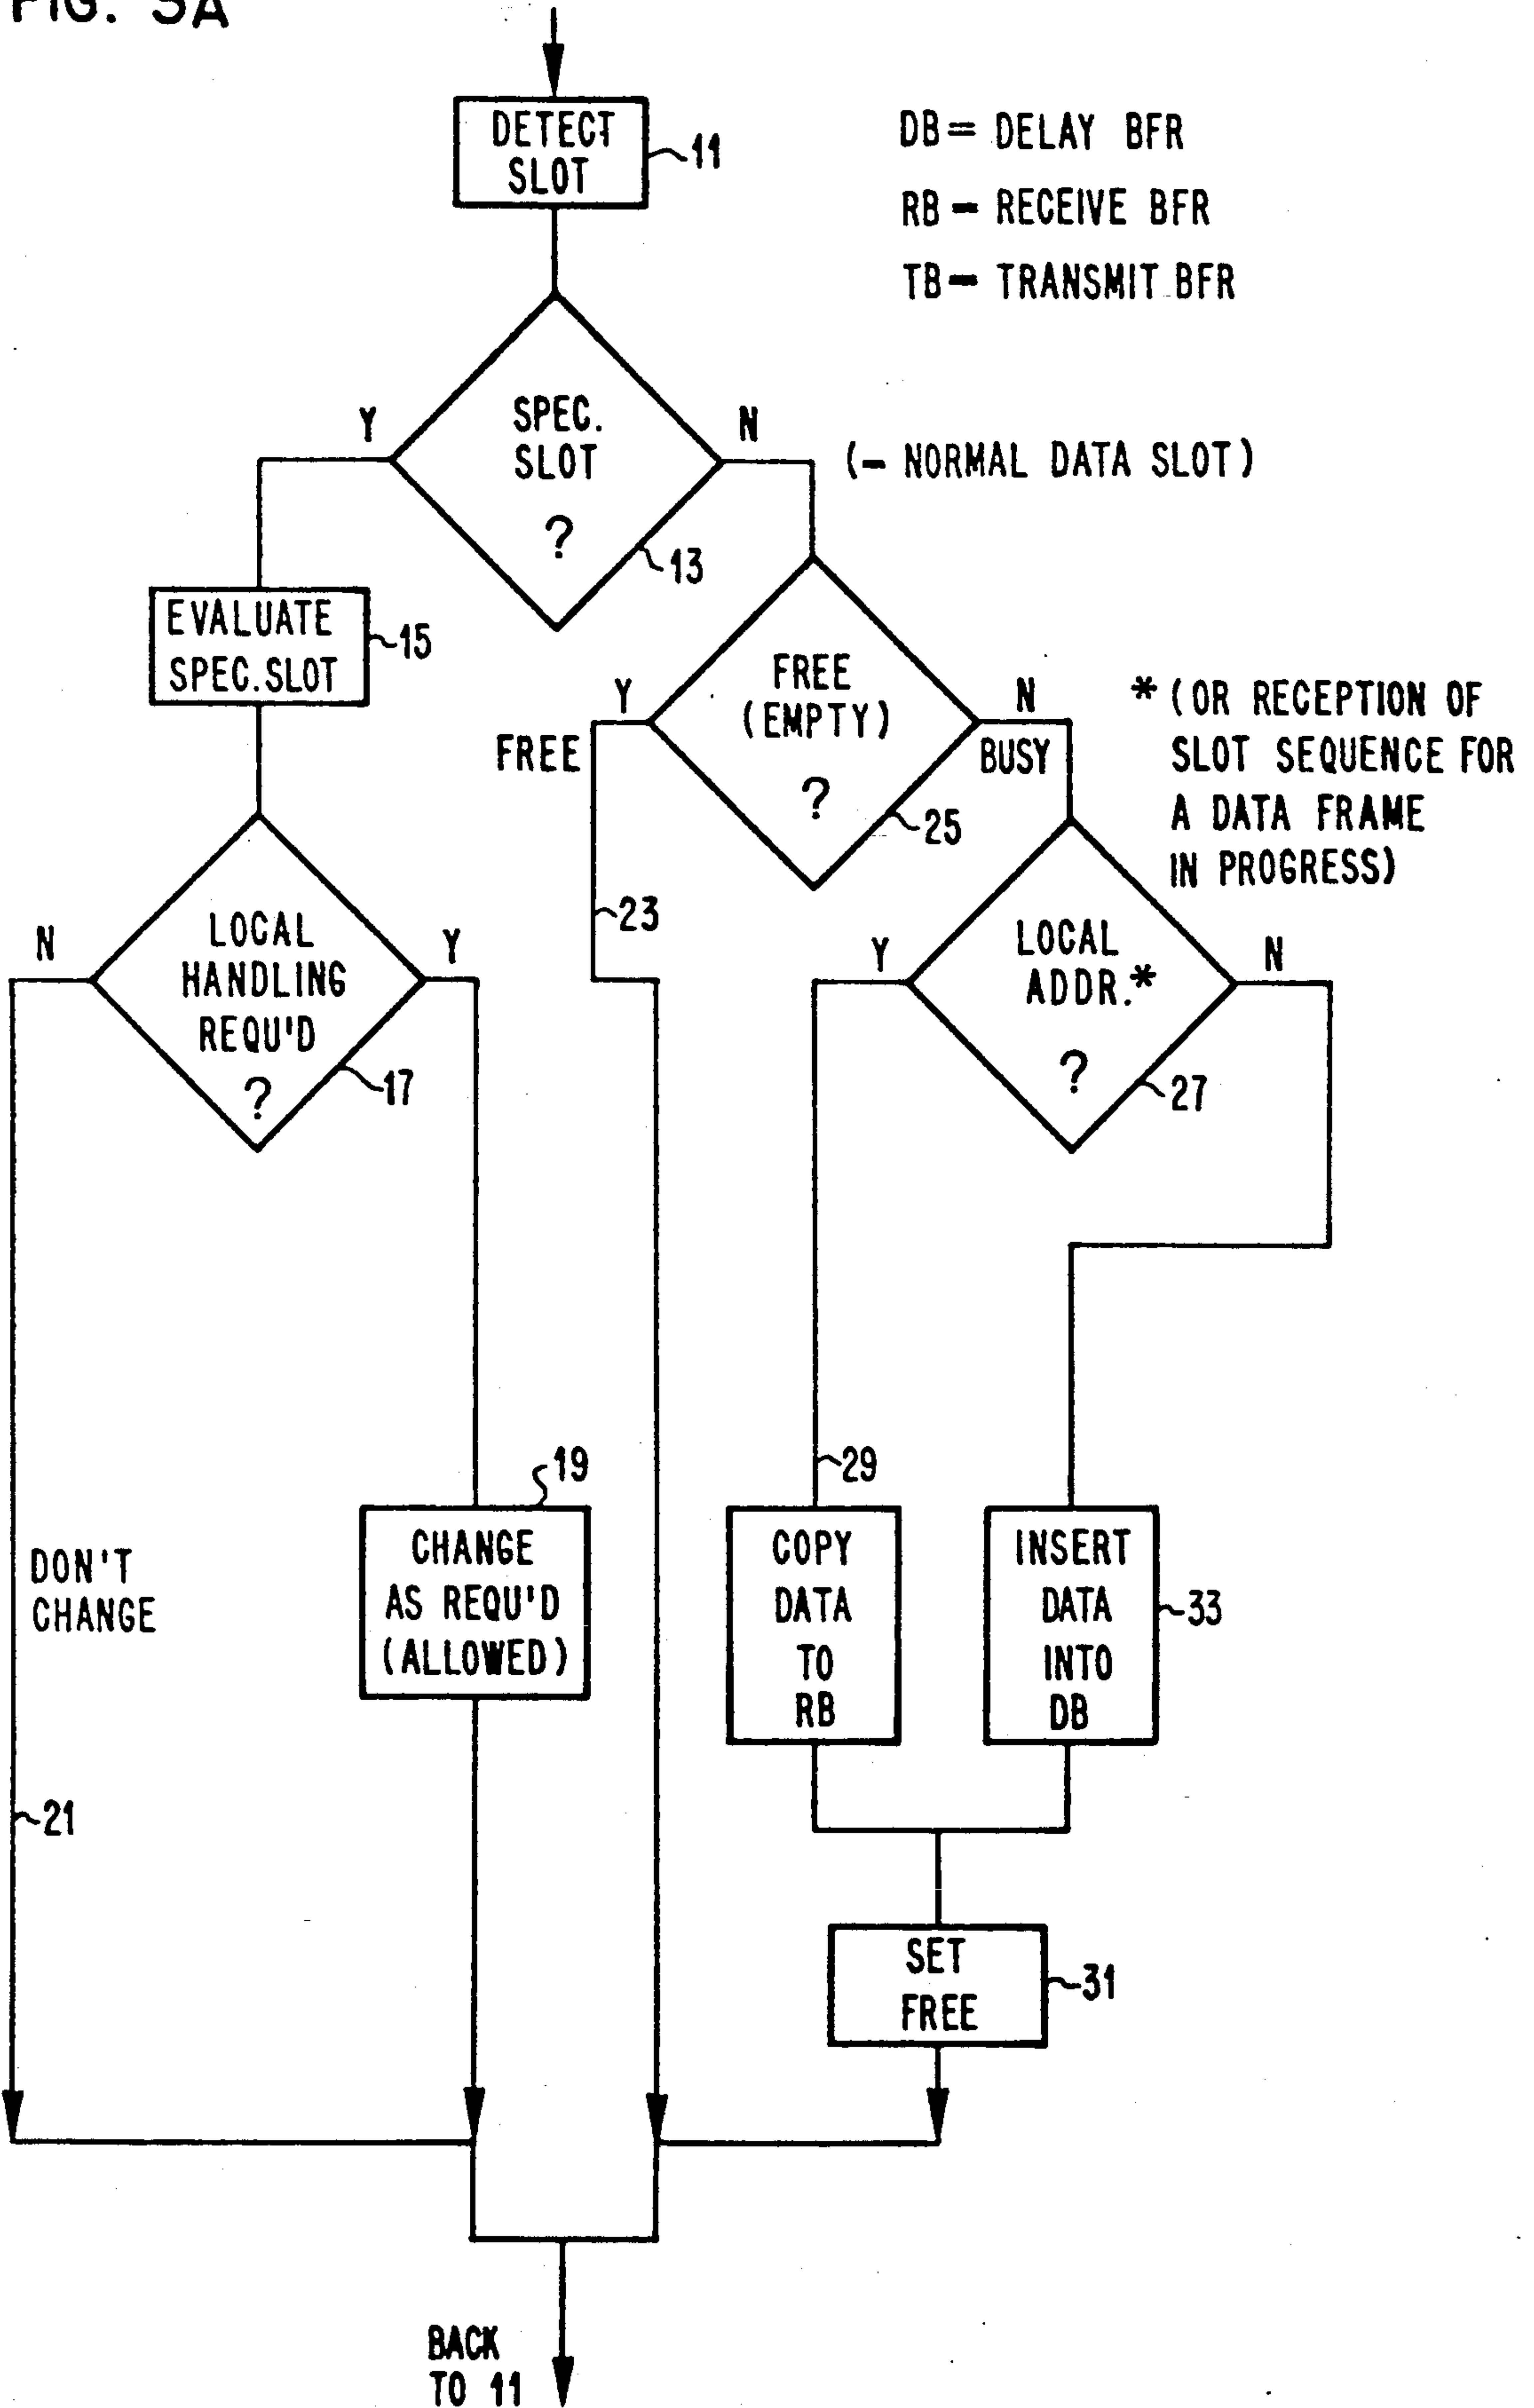 FIG. 3A
DETECT
SLOT
11
DB= DELAY BFR
RB= RECEIVE BFR
TB= TRANSMIT BFR
SPEC.
SLOT
?
Y
N
(= NORMAL DATA SLOT)
13
EVALUATE
SPEC.SLOT
15
FREE
(EMPTY)
?
Y
FREE
N
BUSY
25
* (OR RECEPTION OF
SLOT SEQUENCE FOR
A DATA FRAME
IN PROGRESS)
23
LOCAL
HANDLING
REQU'D
?
N
Y
17
LOCAL
ADDR.*
?
Y
N
27
DON'T
CHANGE
21
19
CHANGE
AS REQU'D
(ALLOWED)
29
COPY
DATA
TO
RB
INSERT
DATA
INTO
DB
33
SET
FREE
31
BACK
TO 11